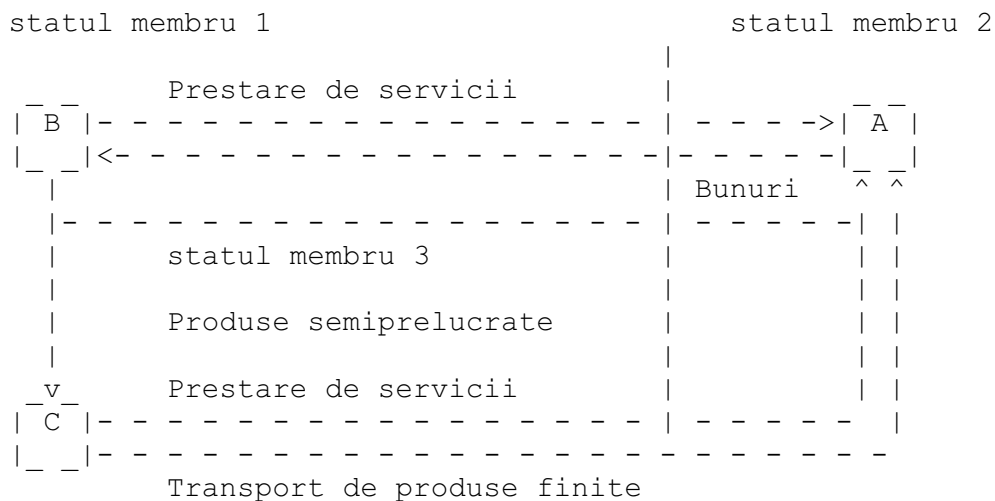 statul membru 1 statul membru 2
Prestare de servicii
B A
Bunuri
statul membru 3
Produse semiprelucrate
v Prestare de servicii
C
Transport de produse finite